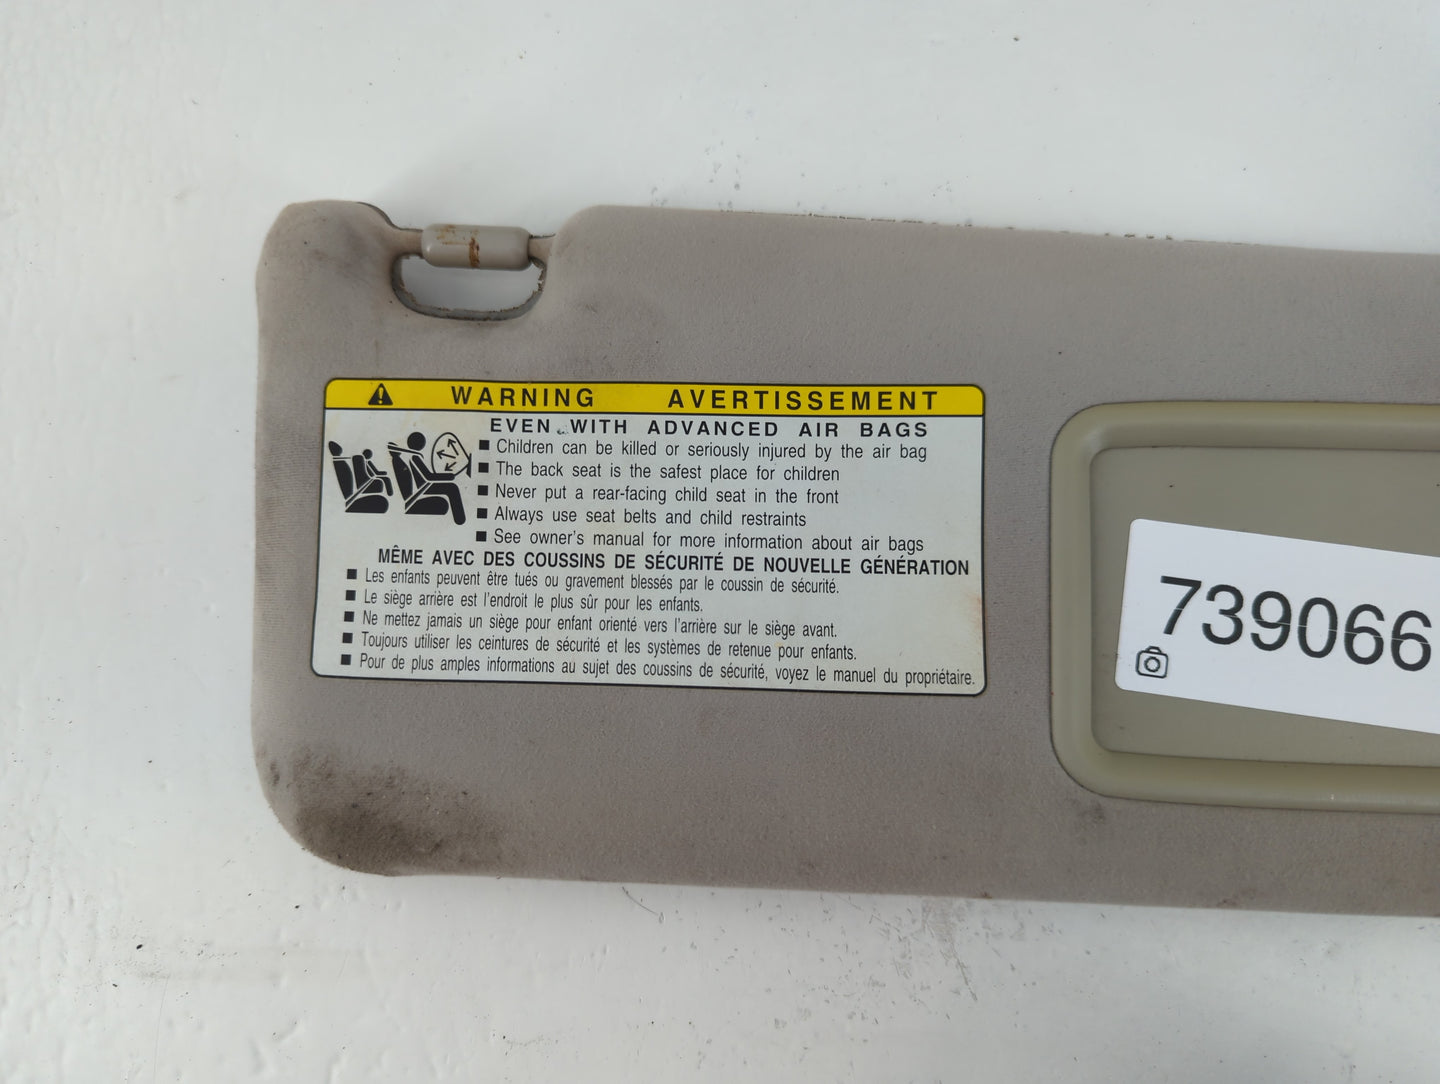 WARNING AVERTISSEMENT
EVEN WITH ADVANCED AIR BAGS
■ Children can be killed or seriously injured by the air bag
■ The back seat is the safest place for children
■ Never put a rear-facing child seat in the front
■ Always use seat belts and child restraints
■ See owner's manual for more information about air bags
MÊME AVEC DES COUSSINS DE SÉCURITÉ DE NOUVELLE GÉNÉRATION
■ Les enfants peuvent être tués ou gravement blessés par le coussin de sécurité.
■ Le siège arrière est l'endroit le plus sûr pour les enfants.
■ Ne mettez jamais un siège pour enfant orienté vers l'arrière sur le siège avant.
■ Toujours utiliser les ceintures de sécurité et les systèmes de retenue pour enfants.
■ Pour de plus amples informations au sujet des coussins de sécurité, voyez le manuel du propriétaire.
739066